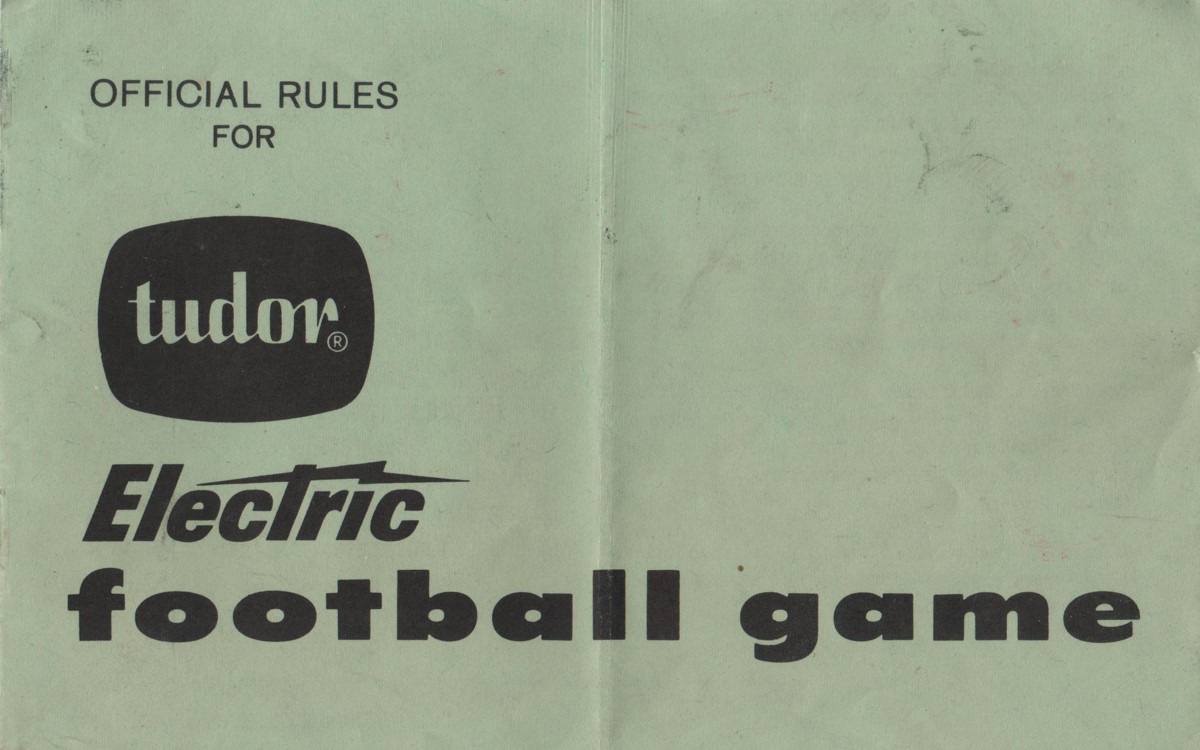 OFFICIAL RULES
FOR
tudor®
Electric
football game